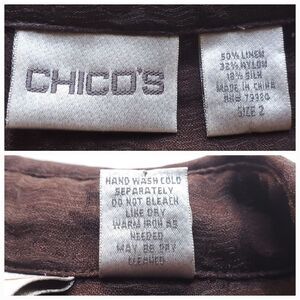 CHICO'S
50% LINEN
32% NYLON
18% SILK
MADE IN CHINA
RN# 79984
SIZE 2
HAND WASH COLD
SEPARATELY
DO NOT BLEACH
LINE DRY
WARM IRON AS
NEEDED
MAY BE DRY
CLEANED